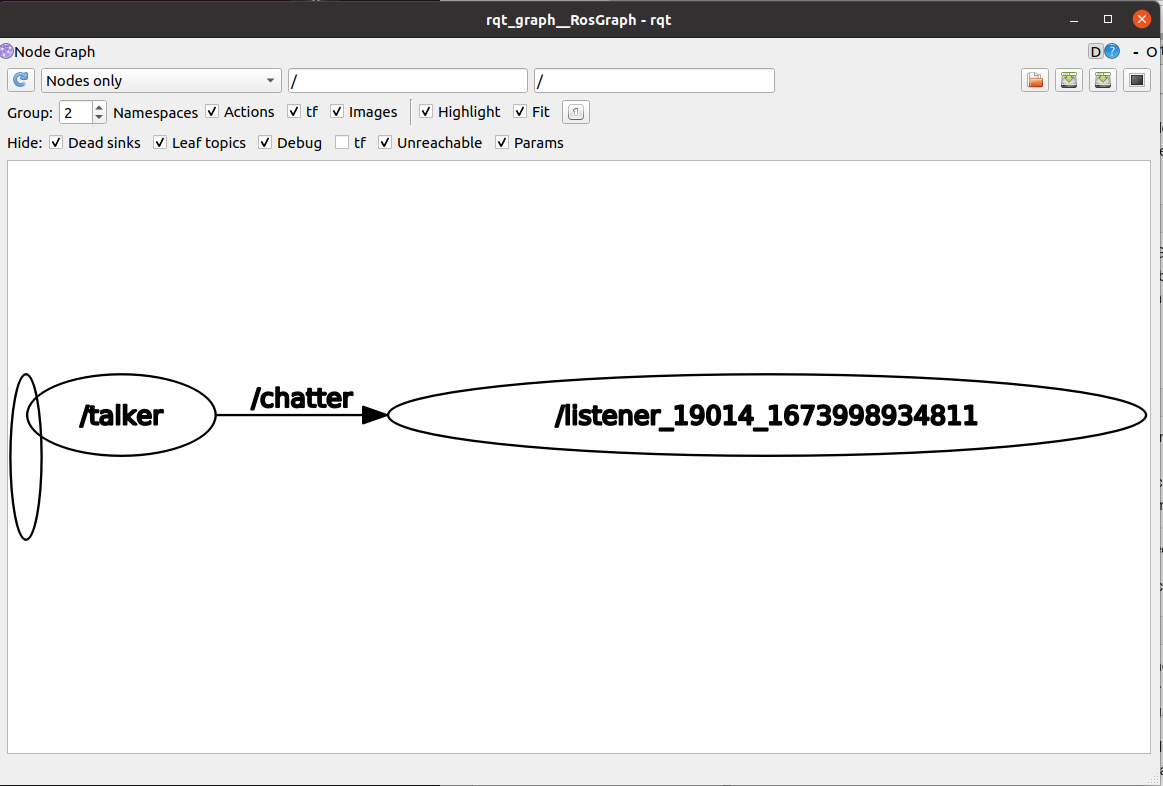 rqt_graph__RosGraph - rqt
Node Graph D ? - O
Nodes only / /
Group: 2 Namespaces Actions tf Images Highlight Fit
Hide: Dead sinks Leaf topics Debug tf Unreachable Params
/chatter
/talker /listener_19014_1673998934811